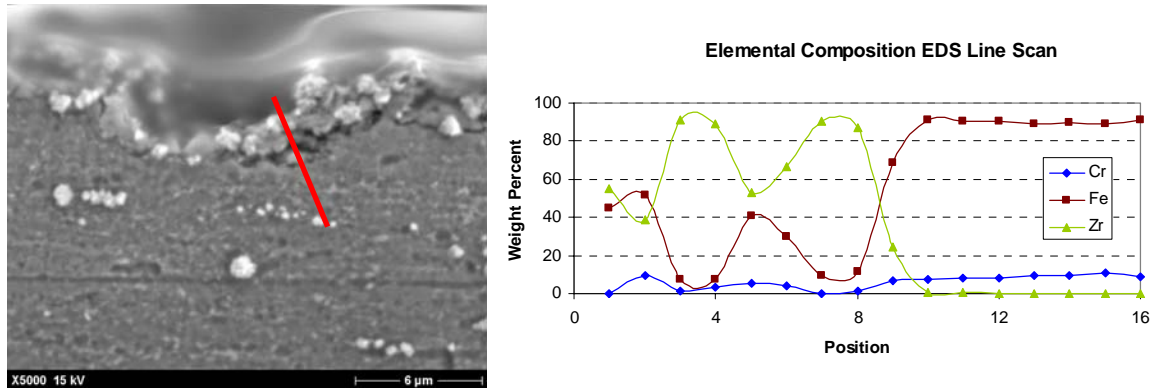 X5000 15 kV
6 µm
Elemental Composition EDS Line Scan
100
80
60
40
20
0
Weight Percent
0 4 8 12 16
Position
Cr
Fe
Zr